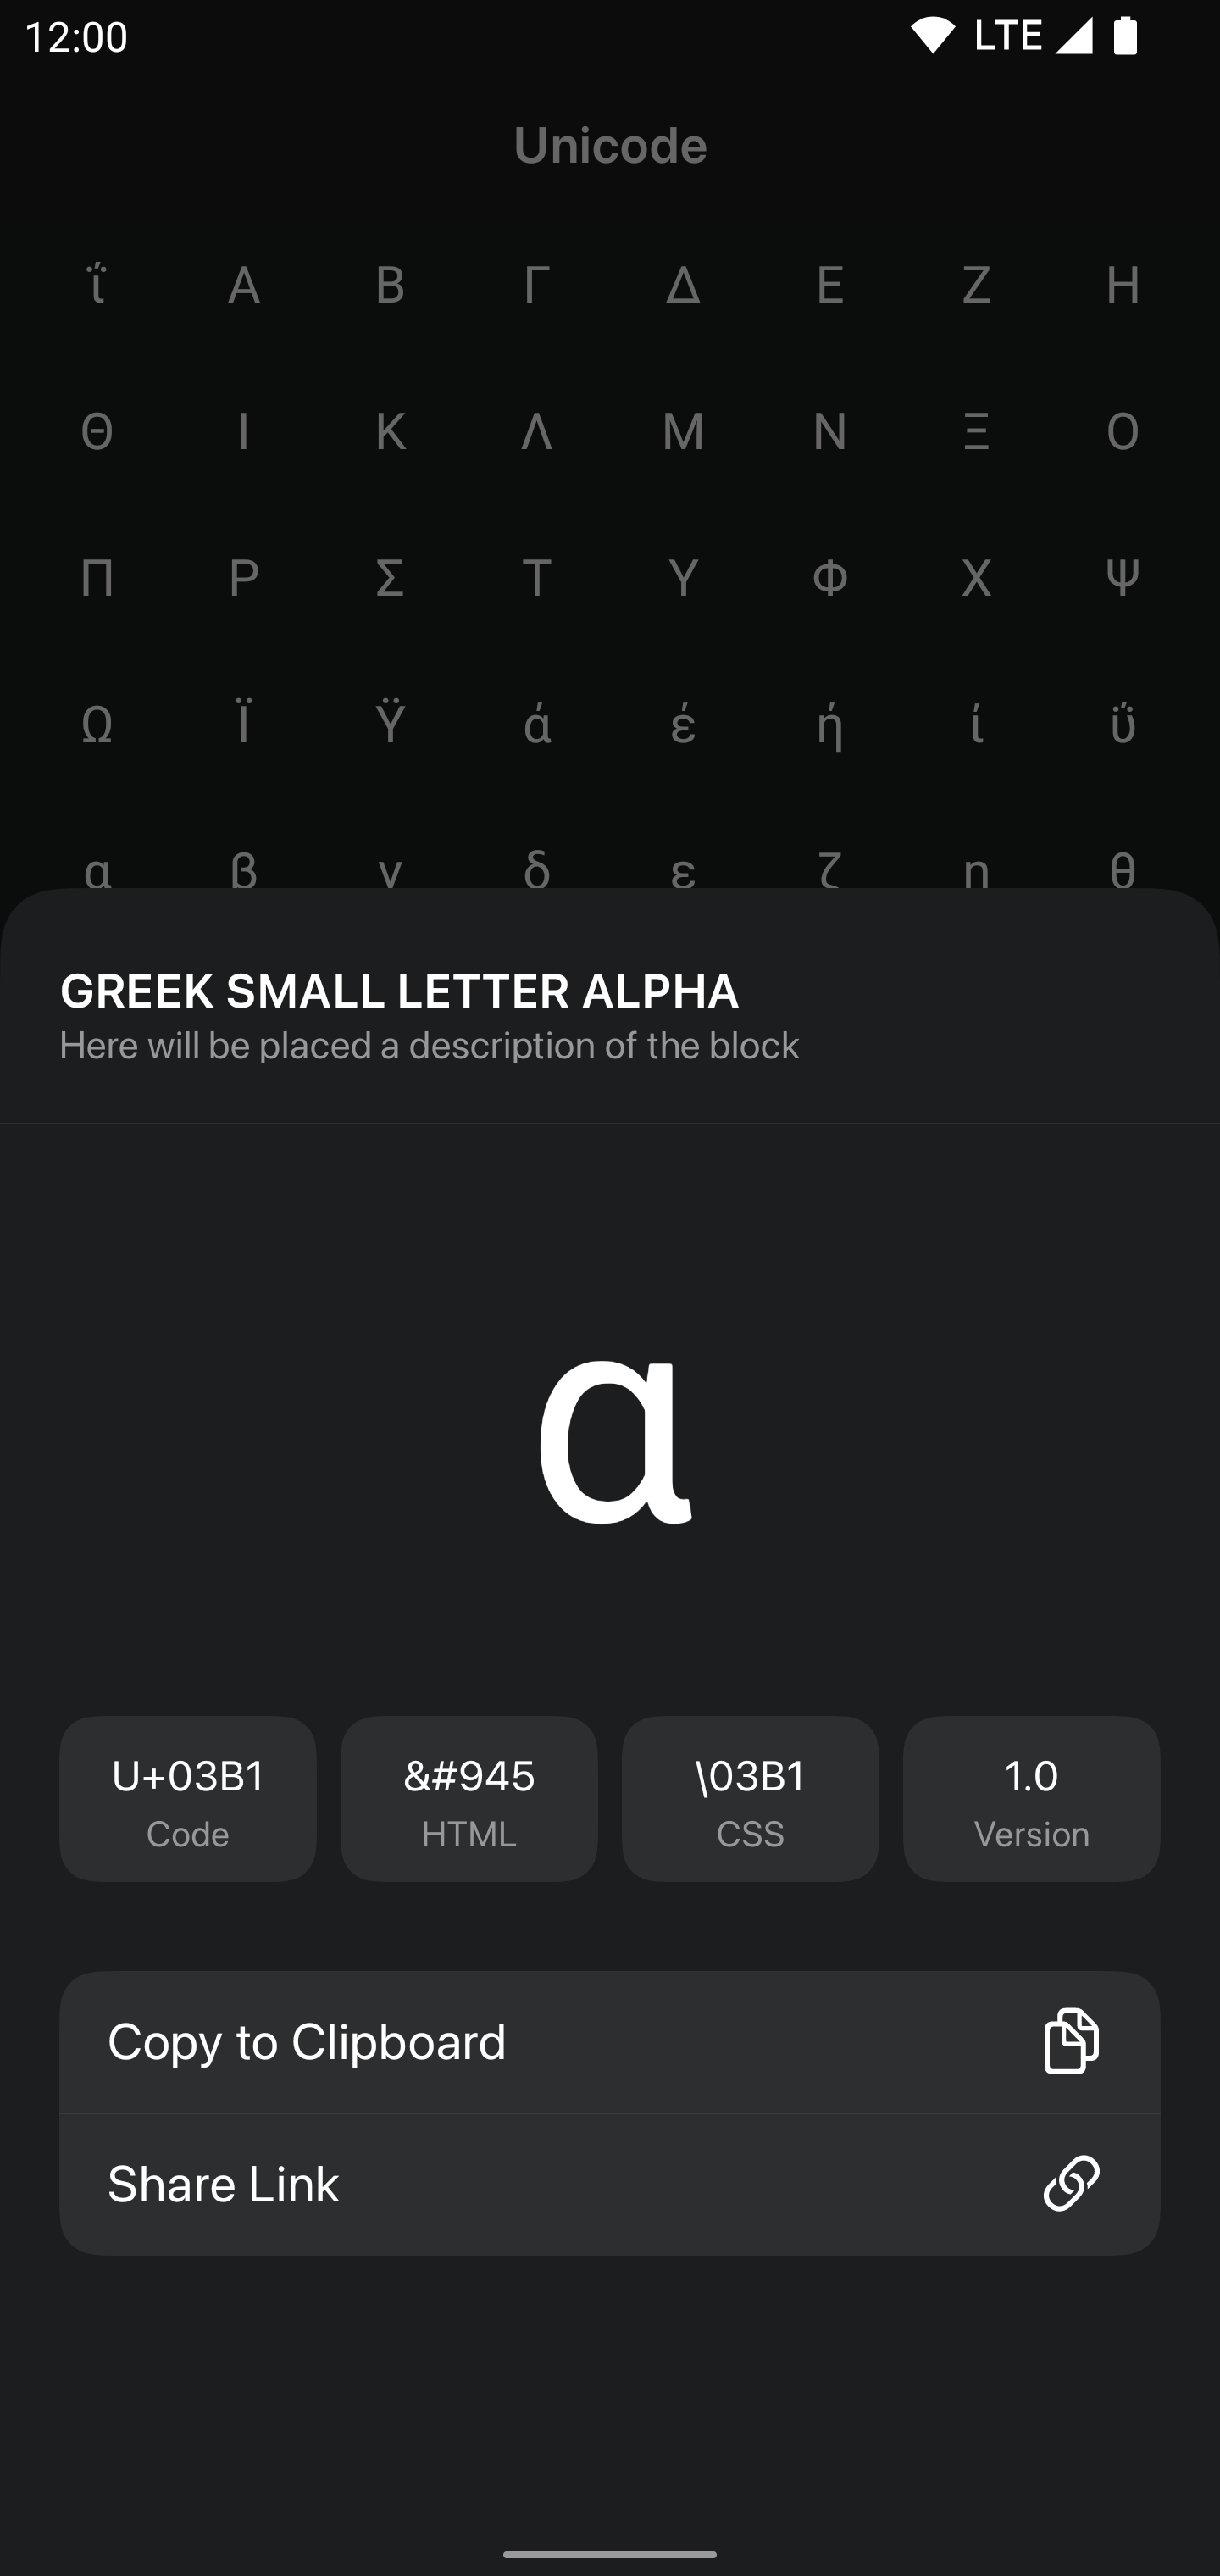 12:00 LTE
Unicode
ΐ Α Β Γ Δ Ε Ζ Η
Θ Ι Κ Λ Μ Ν Ξ Ο
Π Ρ Σ Τ Υ Φ Χ Ψ
Ω Ϊ Ϋ ά έ ή ί ΰ
α β γ δ ε ζ η θ
GREEK SMALL LETTER ALPHA
Here will be placed a description of the block
α
U+03B1 &#945 \03B1 1.0
Code HTML CSS Version
Copy to Clipboard
Share Link